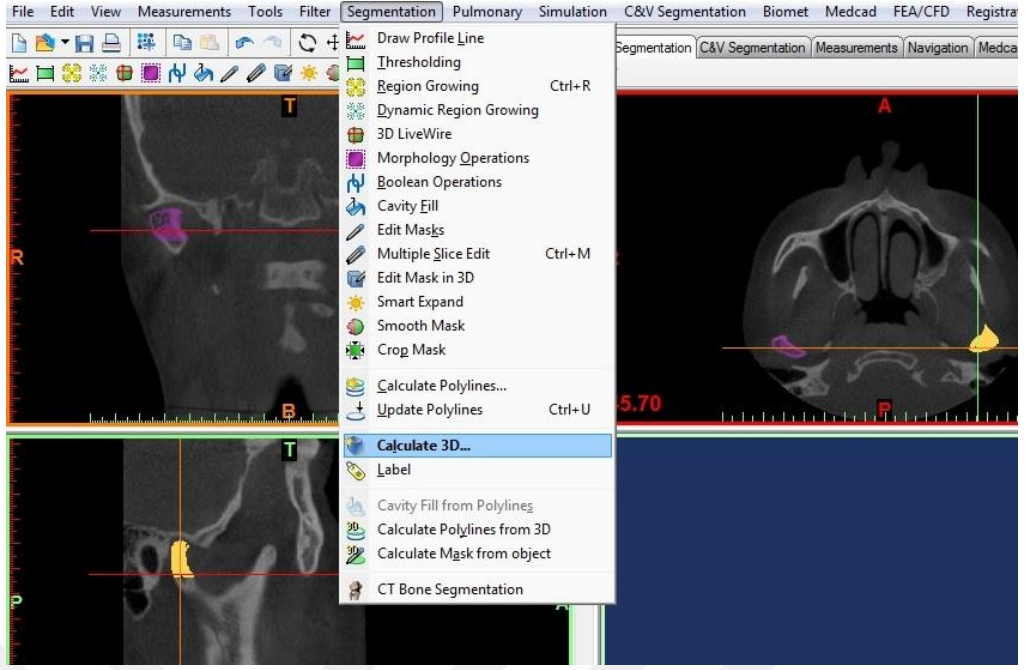 File Edit View Measurements Tools Filter Segmentation Pulmonary Simulation C&V Segmentation Biomet Medcad FEA/CFD Registra
Segmentation C&V Segmentation Measurements Navigation Medca
Draw Profile Line
Thresholding
Region Growing Ctrl+R
Dynamic Region Growing
3D LiveWire
Morphology Operations
Boolean Operations
Cavity Fill
Edit Masks
Multiple Slice Edit Ctrl+M
Edit Mask in 3D
Smart Expand
Smooth Mask
Crop Mask
Calculate Polylines...
Update Polylines Ctrl+U
Calculate 3D...
Label
Cavity Fill from Polylines
Calculate Polylines from 3D
Calculate Mask from object
CT Bone Segmentation
T
R
B
A
5.70
P
T
P
A